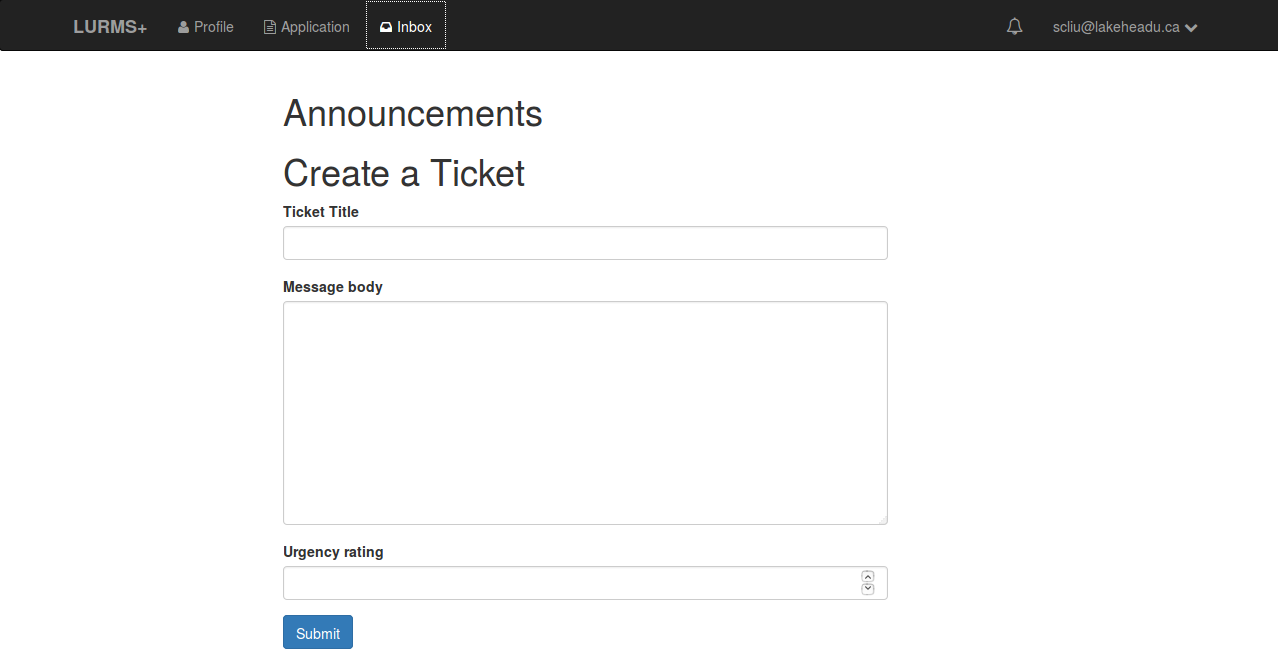 LURMS+ Profile Application Inbox scliu@lakeheadu.ca
Announcements
Create a Ticket
Ticket Title
Message body
Urgency rating
Submit